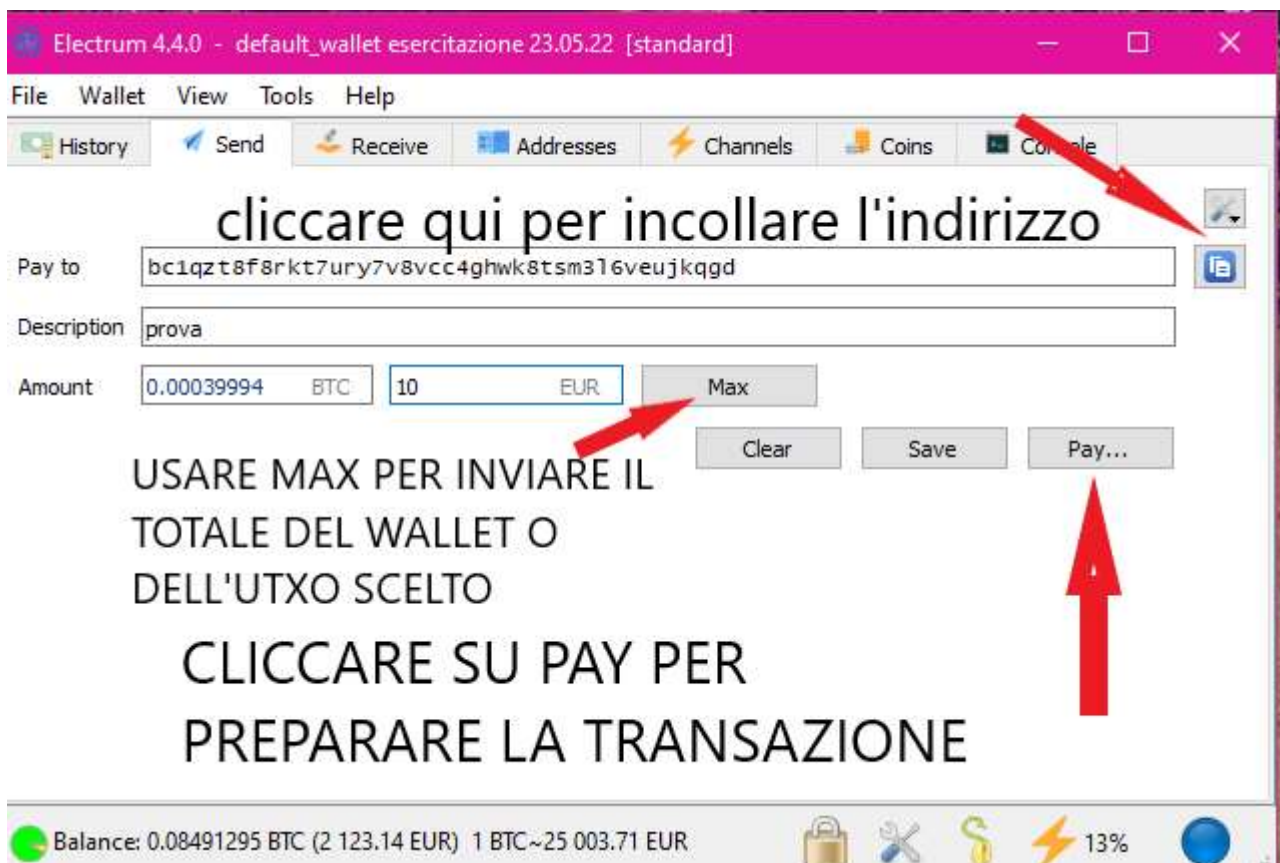 Electrum 4.4.0 - default_wallet esercitazione 23.05.22 [standard]
File Wallet View Tools Help
History Send Receive Addresses Channels Coins Console
cliccare qui per incollare l'indirizzo
Pay to bc1qzt8f8rkt7ury7v8vcc4ghwk8tsm3l6veujkqgd
Description prova
Amount 0.00039994 BTC 10 EUR Max
Clear Save Pay...
USARE MAX PER INVIARE IL
TOTALE DEL WALLET O
DELL'UTXO SCELTO
CLICCARE SU PAY PER
PREPARARE LA TRANSAZIONE
Balance: 0.08491295 BTC (2 123.14 EUR) 1 BTC~25 003.71 EUR 13%